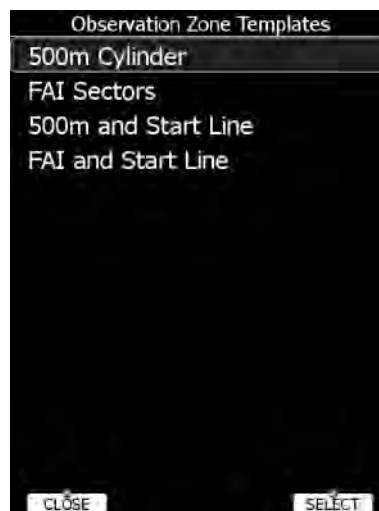 Observation Zone Templates
500m Cylinder
FAI Sectors
500m and Start Line
FAI and Start Line
CLOSE SELECT